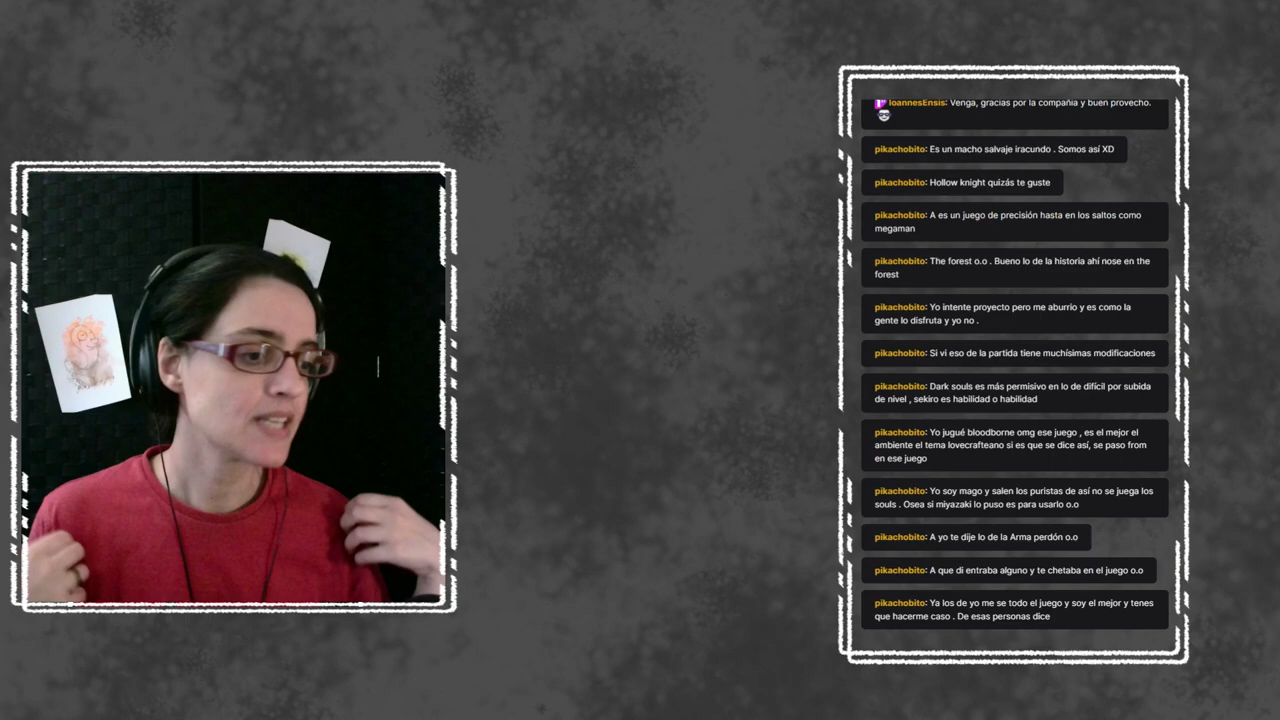 IoannesEnsis: Venga, gracias por la compañia y buen provecho.
pikachobito: Es un macho salvaje iracundo . Somos así XD
pikachobito: Hollow knight quizás te guste
pikachobito: A es un juego de precisión hasta en los saltos como
megaman
pikachobito: The forest o.o . Bueno lo de la historia ahí nose en the
forest
pikachobito: Yo intente proyecto pero me aburrio y es como la
gente lo disfruta y yo no .
pikachobito: Si vi eso de la partida tiene muchísimas modificaciones
pikachobito: Dark souls es más permisivo en lo de difícil por subida
de nivel , sekiro es habilidad o habilidad
pikachobito: Yo jugué bloodborne omg ese juego , es el mejor el
ambiente el tema lovecrafteano si es que se dice así, se paso from
en ese juego
pikachobito: Yo soy mago y salen los puristas de así no se juega los
souls . Osea si miyazaki lo puso es para usarlo o.o
pikachobito: A yo te dije lo de la Arma perdón o.o
pikachobito: A que di entraba alguno y te chetaba en el juego o.o
pikachobito: Ya los de yo me se todo el juego y soy el mejor y tenes
que hacerme caso . De esas personas dice